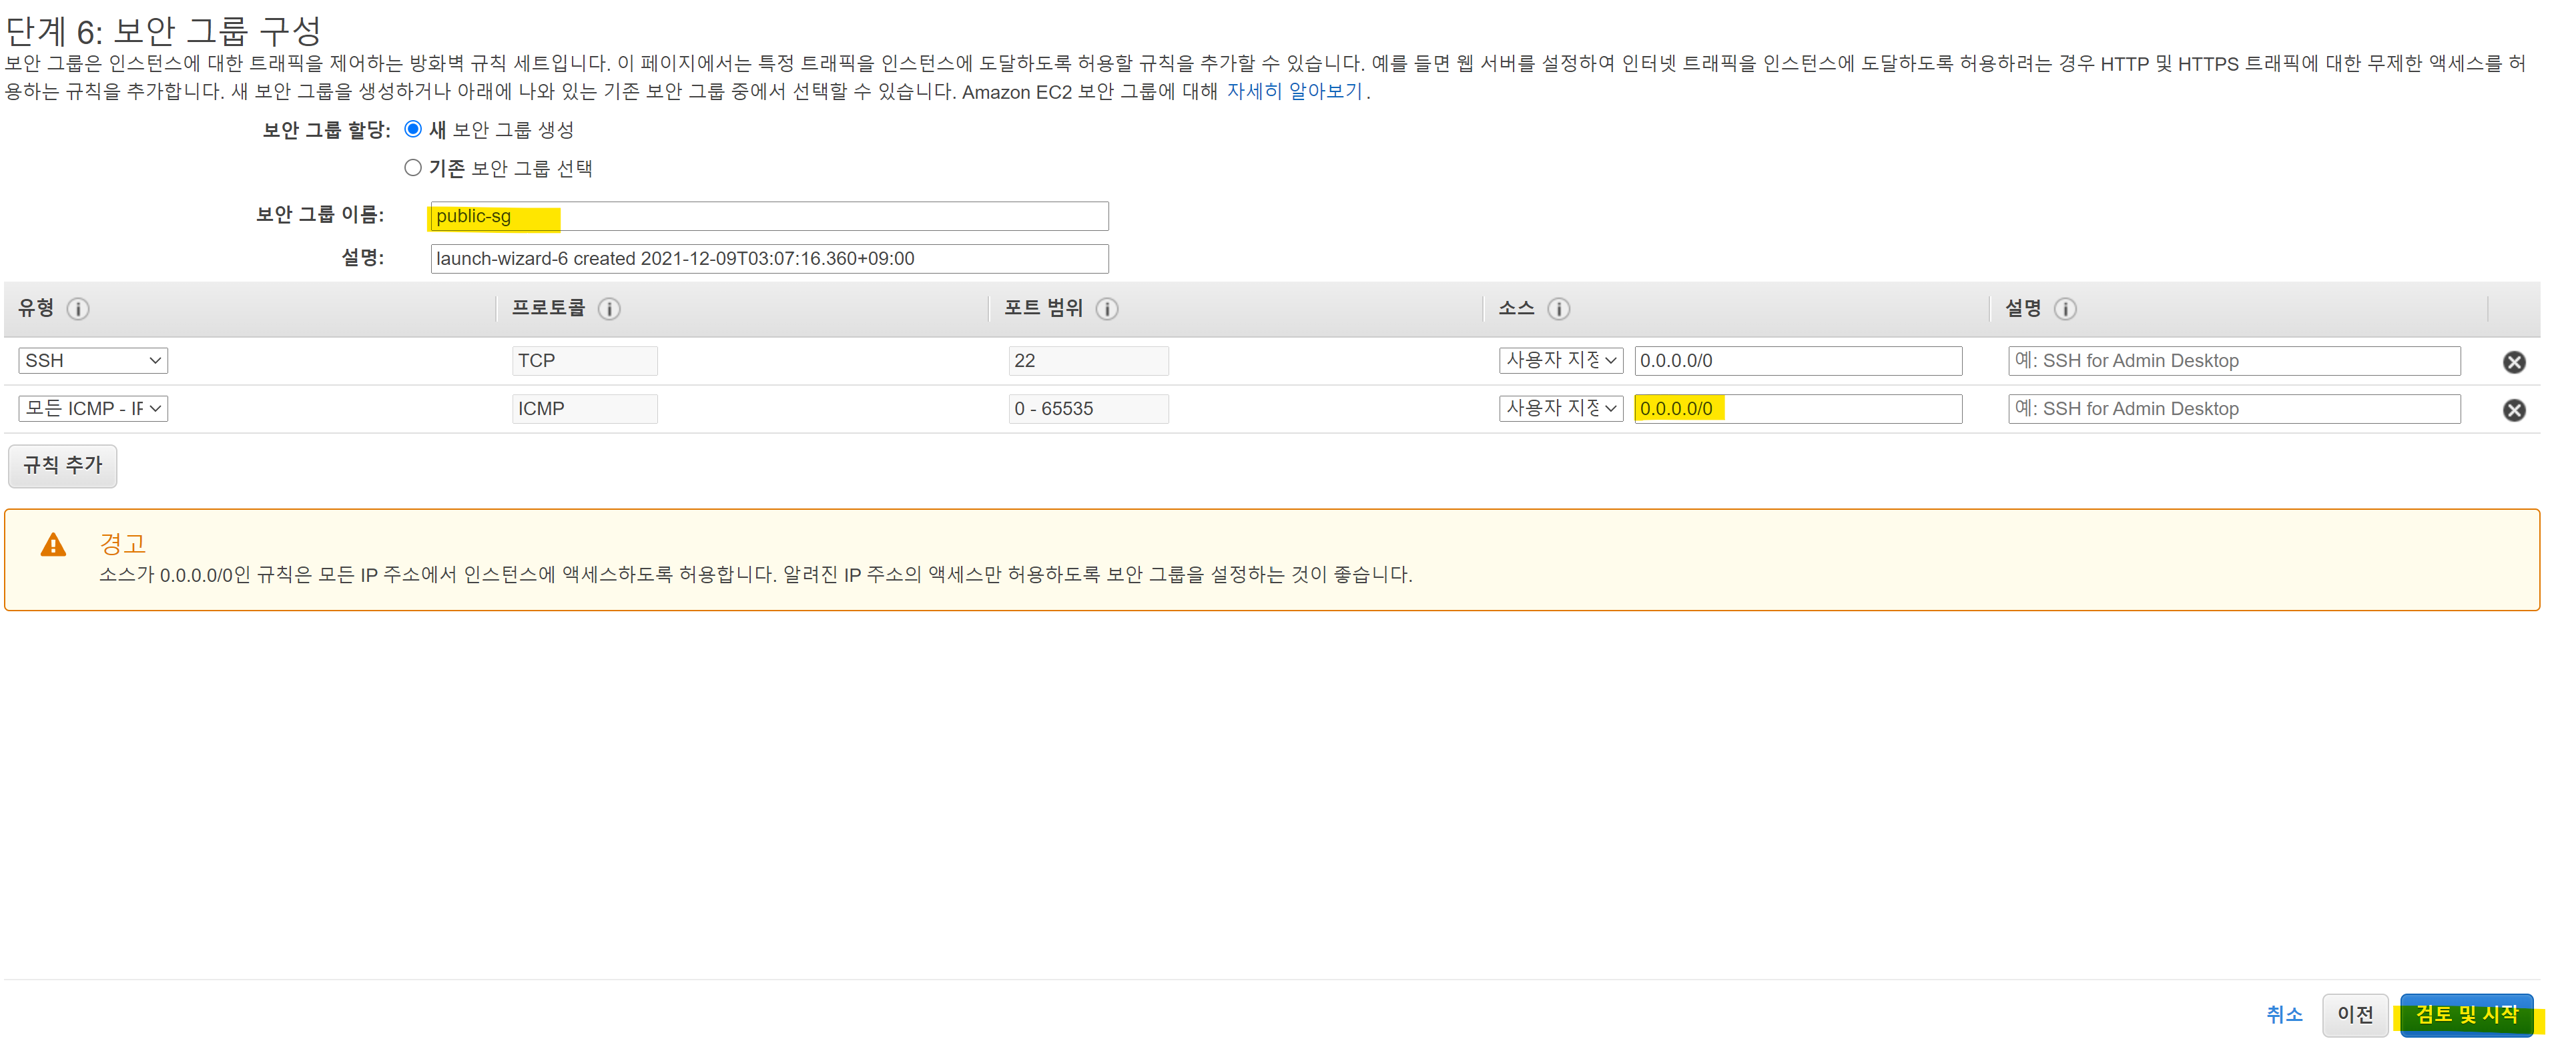 단계 6: 보안 그룹 구성
보안 그룹은 인스턴스에 대한 트래픽을 제어하는 방화벽 규칙 세트입니다. 이 페이지에서는 특정 트래픽을 인스턴스에 도달하도록 허용할 규칙을 추가할 수 있습니다. 예를 들면 웹 서버를 설정하여 인터넷 트래픽을 인스턴스에 도달하도록 허용하려는 경우 HTTP 및 HTTPS 트래픽에 대한 무제한 액세스를 허
용하는 규칙을 추가합니다. 새 보안 그룹을 생성하거나 아래에 나와 있는 기존 보안 그룹 중에서 선택할 수 있습니다. Amazon EC2 보안 그룹에 대해 자세히 알아보기.
보안 그룹 할당: 새 보안 그룹 생성
기존 보안 그룹 선택
보안 그룹 이름: public-sg
설명: launch-wizard-6 created 2021-12-09T03:07:16.360+09:00
유형 프로토콜 포트 범위 소스 설명
SSH TCP 22 사용자 지정 0.0.0.0/0 예: SSH for Admin Desktop
모든 ICMP - IF ICMP 0 - 65535 사용자 지정 0.0.0.0/0 예: SSH for Admin Desktop
규칙 추가
경고
소스가 0.0.0.0/0인 규칙은 모든 IP 주소에서 인스턴스에 액세스하도록 허용합니다. 알려진 IP 주소의 액세스만 허용하도록 보안 그룹을 설정하는 것이 좋습니다.
취소 이전 검토 및 시작